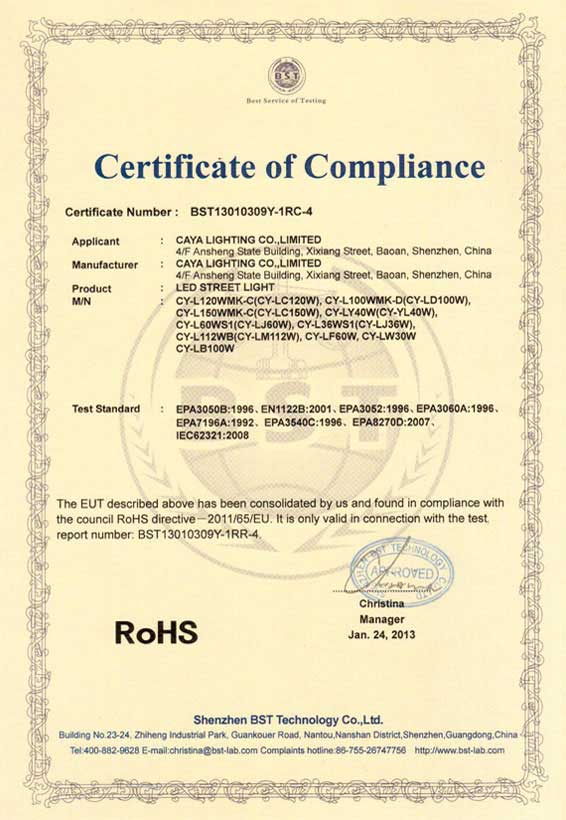 BST
Best Service of Testing
Certificate of Compliance
Certificate Number : BST13010309Y-1RC-4
Applicant : CAYA LIGHTING CO.,LIMITED
4/F Ansheng State Building, Xixiang Street, Baoan, Shenzhen, China
Manufacturer : CAYA LIGHTING CO.,LIMITED
4/F Ansheng State Building, Xixiang Street, Baoan, Shenzhen, China
Product : LED STREET LIGHT
M/N : CY-L120WMK-C(CY-LC120W), CY-L100WMK-D(CY-LD100W),
CY-L150WMK-C(CY-LC150W), CY-LY40W(CY-YL40W),
CY-L60WS1(CY-LJ60W), CY-L36WS1(CY-LJ36W),
CY-L112WB(CY-LM112W), CY-LF60W, CY-LW30W
CY-LB100W
BST
Test Standard : EPA3050B:1996、EN1122B:2001、EPA3052:1996、EPA3060A:1996、
EPA7196A:1992、EPA3540C:1996、EPA8270D:2007、
IEC62321:2008
The EUT described above has been consolidated by us and found in compliance with
the council RoHS directive－2011/65/EU. It is only valid in connection with the test
report number: BST13010309Y-1RR-4.
SHENZHEN BST TECHNOLOGY CO.,LTD
APPROVED
Christina
Manager
Jan. 24, 2013
RoHS
Shenzhen BST Technology Co.,Ltd.
Building No.23-24, Zhiheng Industrial Park, Guankouer Road, Nantou,Nanshan District,Shenzhen,Guangdong,China
Tel:400-882-9628 E-mail:christina@bst-lab.com Complaints hotline:86-755-26747756 http://www.bst-lab.com